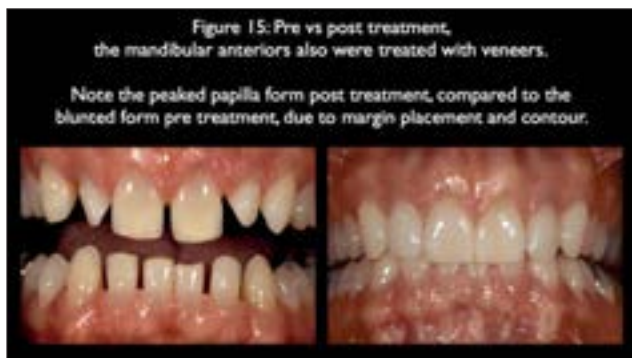 Figure 15: Pre vs post treatment,
the mandibular anteriors also were treated with veneers.
Note the peaked papilla form post treatment, compared to the
blunted form pre treatment, due to margin placement and contour.